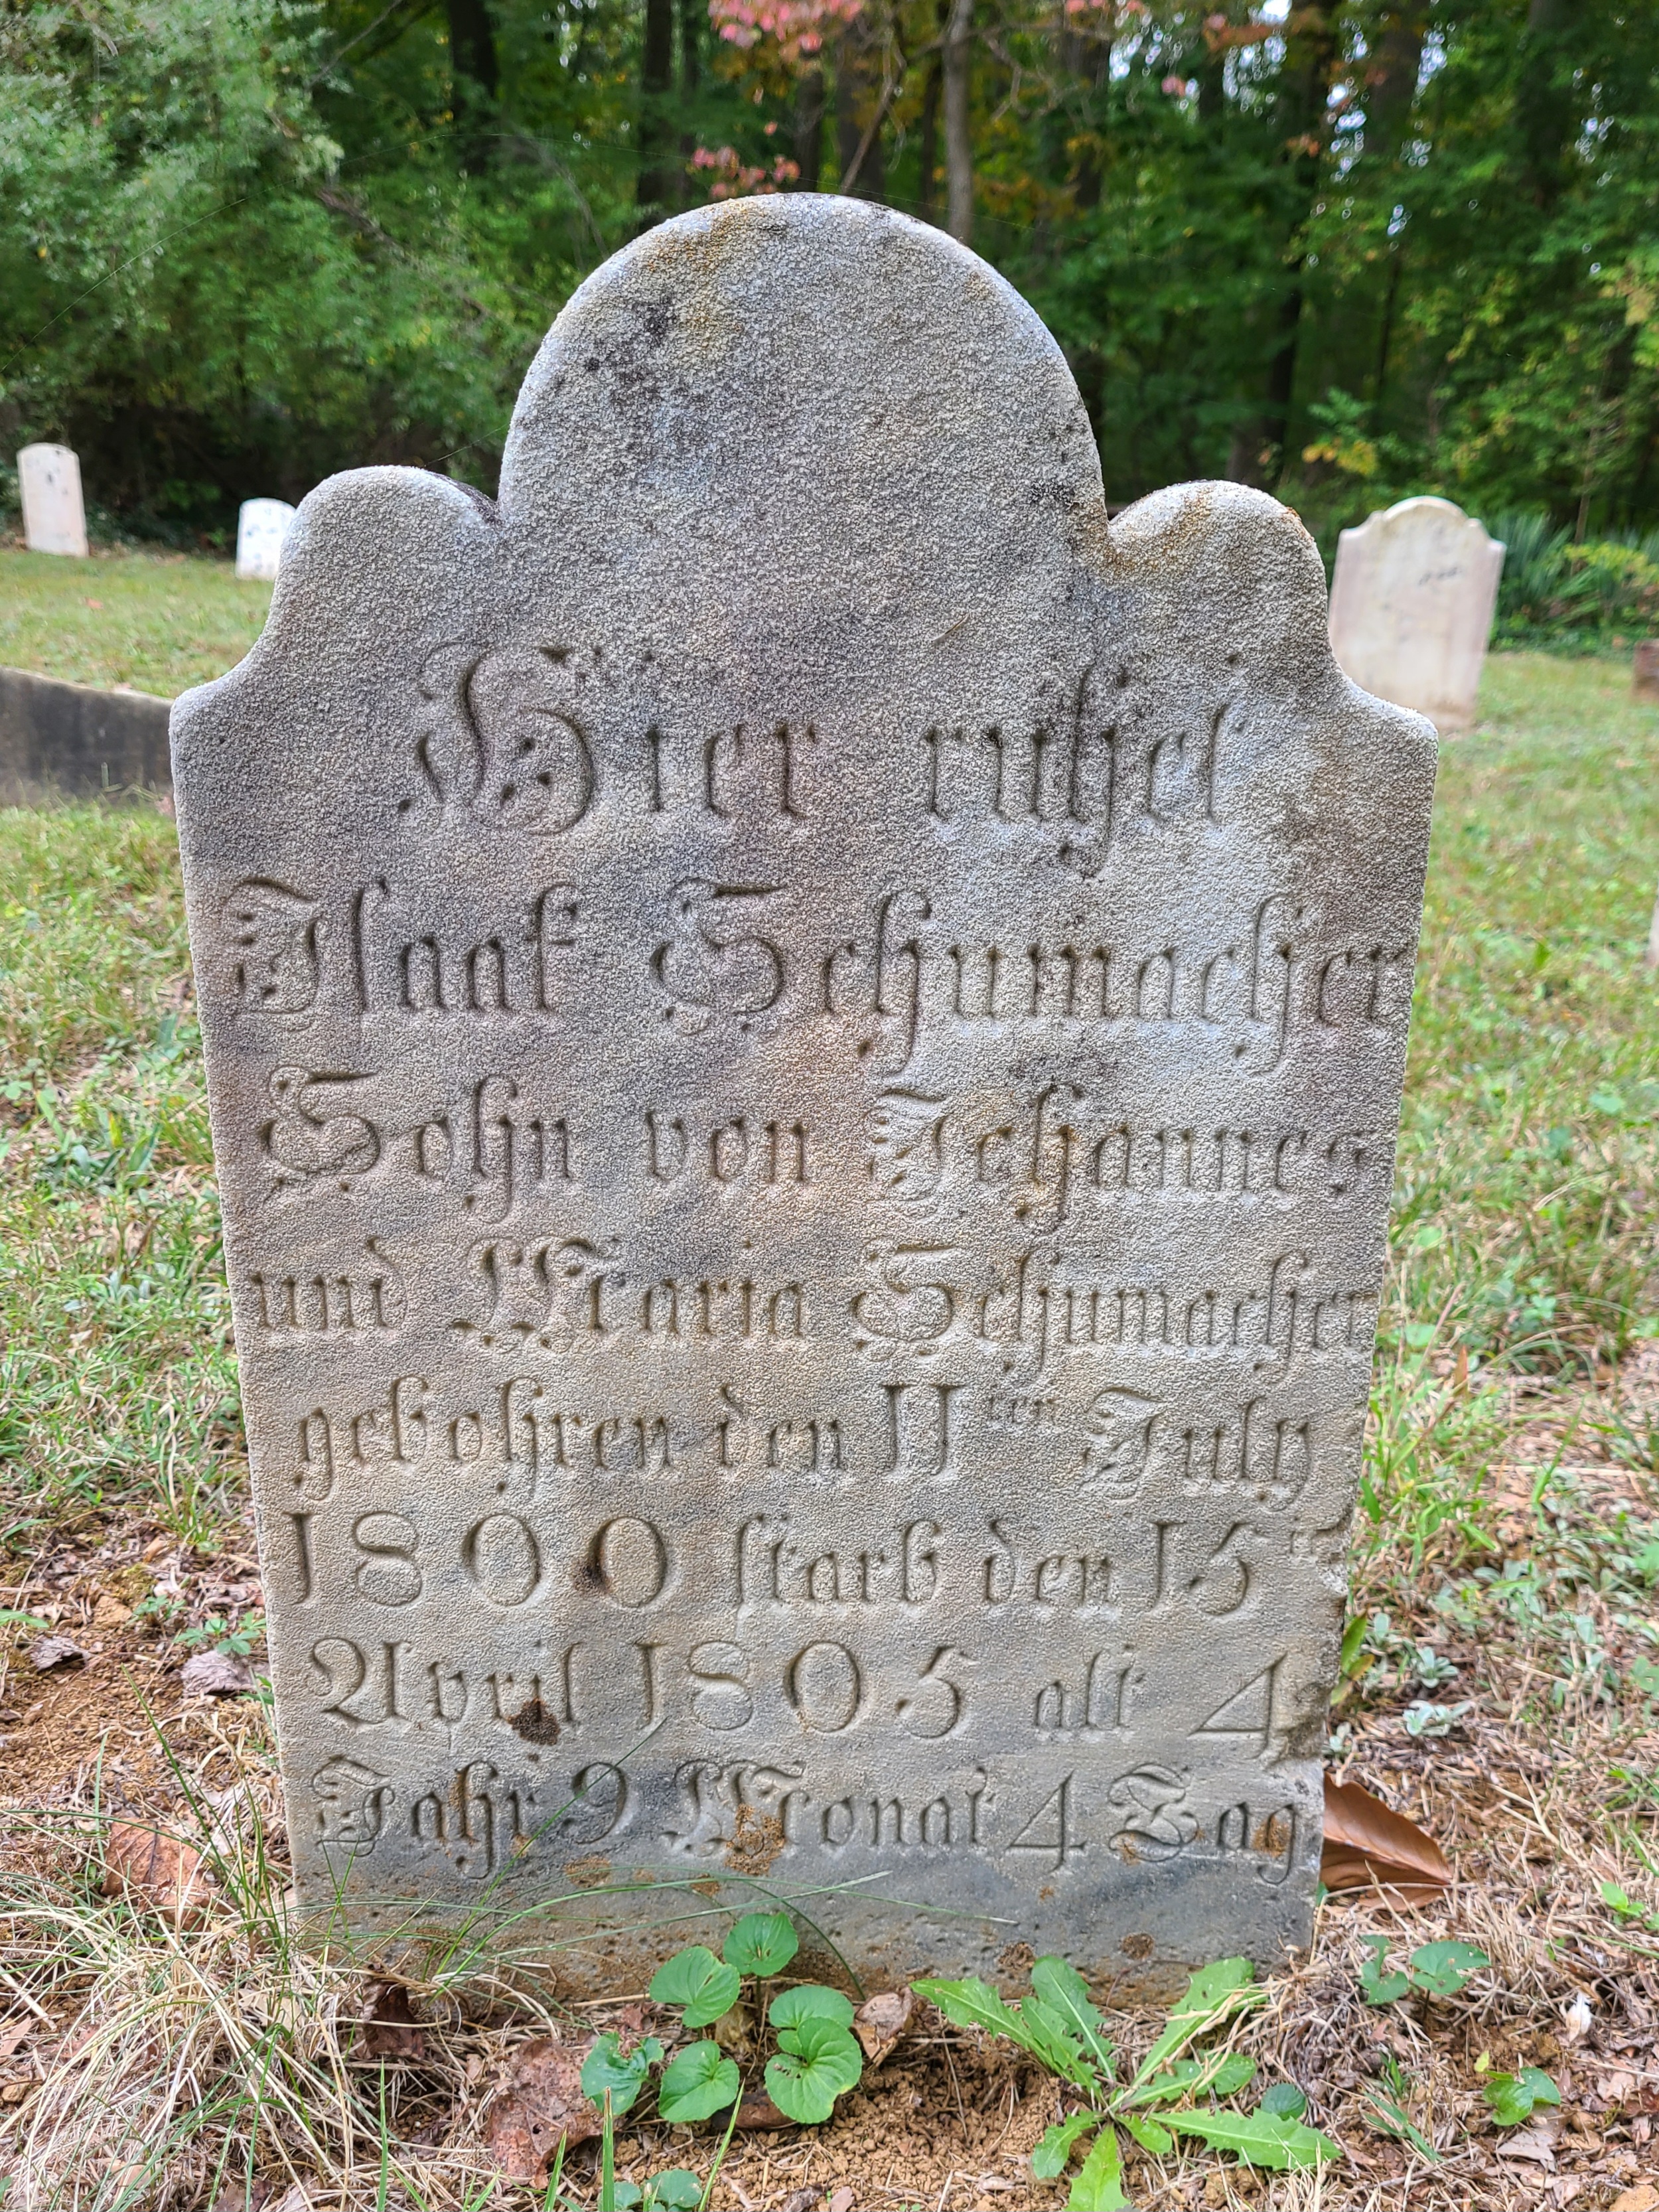 Hier ruhet
Isaak Schumacher
Sohn von Johannes
und Maria Schumacher
gebohren den 11ten July
1800 starb den 15ten
April 1805 alt 4
Jahr 9 Monat 4 Tag